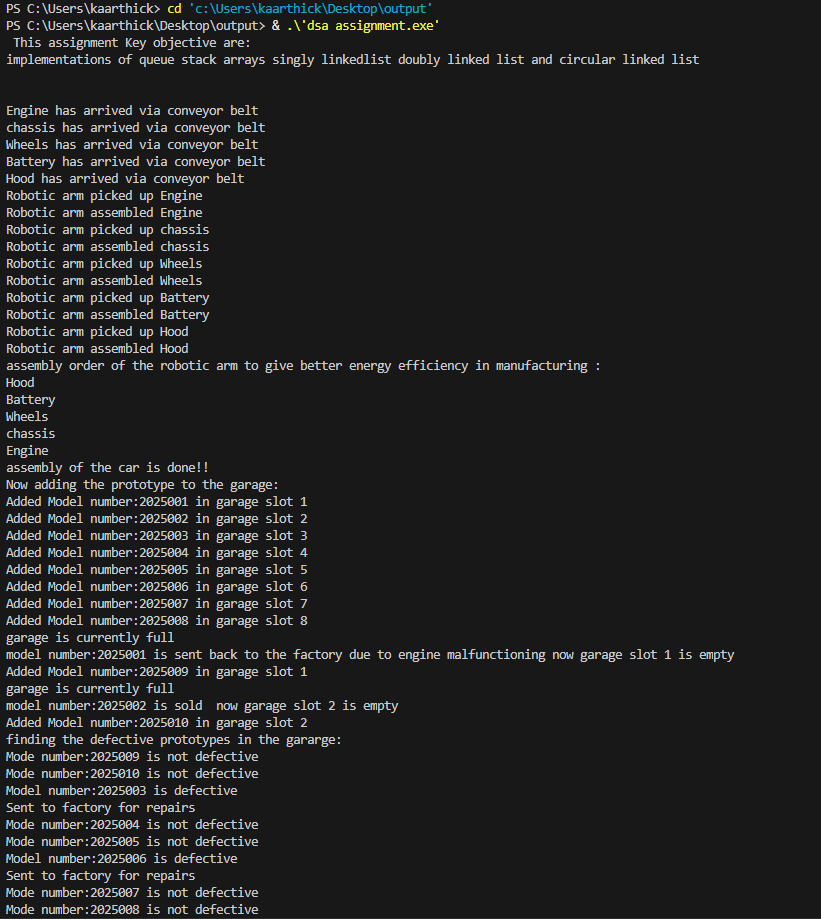 PS C:\Users\kaarthick> cd 'c:\Users\kaarthick\Desktop\output'
PS C:\Users\kaarthick\Desktop\output> & .\'dsa assignment.exe'
 This assignment Key objective are:
implementations of queue stack arrays singly linkedlist doubly linked list and circular linked list
Engine has arrived via conveyor belt
chassis has arrived via conveyor belt
Wheels has arrived via conveyor belt
Battery has arrived via conveyor belt
Hood has arrived via conveyor belt
Robotic arm picked up Engine
Robotic arm assembled Engine
Robotic arm picked up chassis
Robotic arm assembled chassis
Robotic arm picked up Wheels
Robotic arm assembled Wheels
Robotic arm picked up Battery
Robotic arm assembled Battery
Robotic arm picked up Hood
Robotic arm assembled Hood
assembly order of the robotic arm to give better energy efficiency in manufacturing :
Hood
Battery
Wheels
chassis
Engine
assembly of the car is done!!
Now adding the prototype to the garage:
Added Model number:2025001 in garage slot 1
Added Model number:2025002 in garage slot 2
Added Model number:2025003 in garage slot 3
Added Model number:2025004 in garage slot 4
Added Model number:2025005 in garage slot 5
Added Model number:2025006 in garage slot 6
Added Model number:2025007 in garage slot 7
Added Model number:2025008 in garage slot 8
garage is currently full
model number:2025001 is sent back to the factory due to engine malfunctioning now garage slot 1 is empty
Added Model number:2025009 in garage slot 1
garage is currently full
model number:2025002 is sold  now garage slot 2 is empty
Added Model number:2025010 in garage slot 2
finding the defective prototypes in the gararge:
Mode number:2025009 is not defective
Mode number:2025010 is not defective
Model number:2025003 is defective
Sent to factory for repairs
Mode number:2025004 is not defective
Mode number:2025005 is not defective
Model number:2025006 is defective
Sent to factory for repairs
Mode number:2025007 is not defective
Mode number:2025008 is not defective